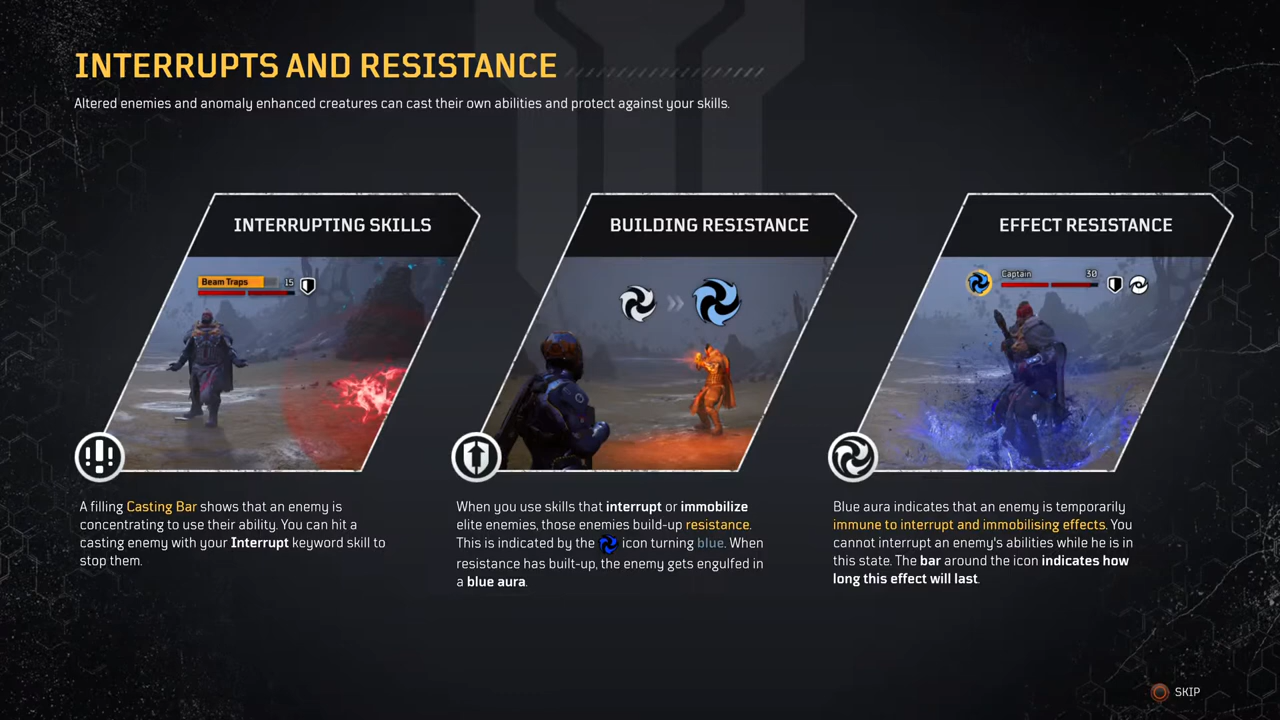 INTERRUPTS AND RESISTANCE
Altered enemies and anomaly enhanced creatures can cast their own abilities and protect against your skills.
INTERRUPTING SKILLS
Beam Traps 15
A filling Casting Bar shows that an enemy is
concentrating to use their ability. You can hit a
casting enemy with your Interrupt keyword skill to
stop them.
BUILDING RESISTANCE
When you use skills that interrupt or immobilize
elite enemies, those enemies build-up resistance.
This is indicated by the icon turning blue. When
resistance has built-up, the enemy gets engulfed in
a blue aura.
EFFECT RESISTANCE
Captain 30
Blue aura indicates that an enemy is temporarily
immune to interrupt and immobilising effects. You
cannot interrupt an enemy's abilities while he is in
this state. The bar around the icon indicates how
long this effect will last.
SKIP